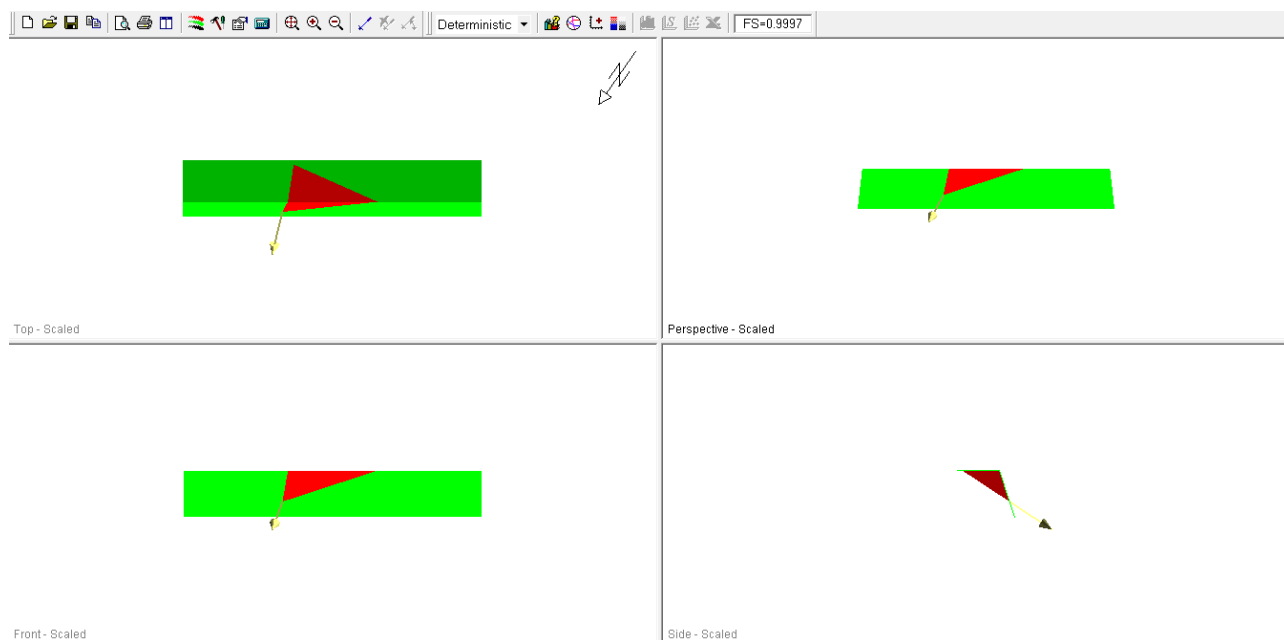 Deterministic FS=0.9997
Top - Scaled
Perspective - Scaled
Front - Scaled
Side - Scaled